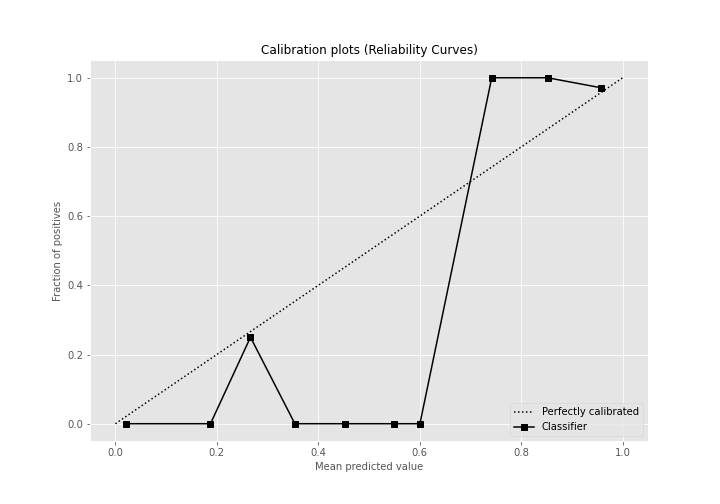 Calibration plots (Reliability Curves)
1.0
0.8
0.6
0.4
0.2
0.0
Fraction of positives
0.0 0.2 0.4 0.6 0.8 1.0
Mean predicted value
Perfectly calibrated
Classifier